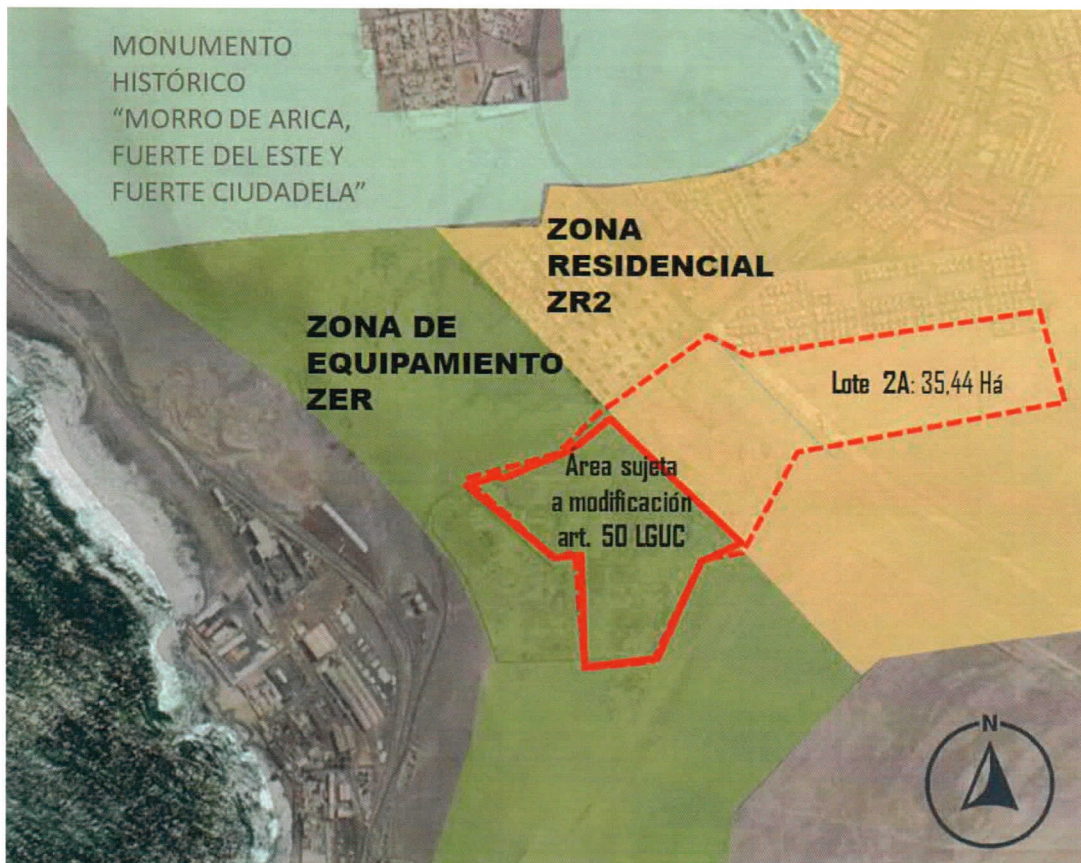 MONUMENTO
HISTÓRICO
“MORRO DE ARICA,
FUERTE DEL ESTE Y
FUERTE CIUDADELA”
ZONA
RESIDENCIAL
ZR2
ZONA DE
EQUIPAMIENTO
ZER
Lote 2A: 35,44 Há
Área sujeta
a modificación
art. 50 LGUC
N